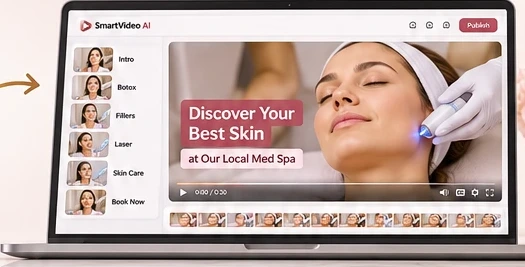 SmartVideo AI
Publish
Intro
Botox
Fillers
Laser
Skin Care
Book Now
Discover Your
Best Skin
at Our Local Med Spa
0:00 / 0:30
CC